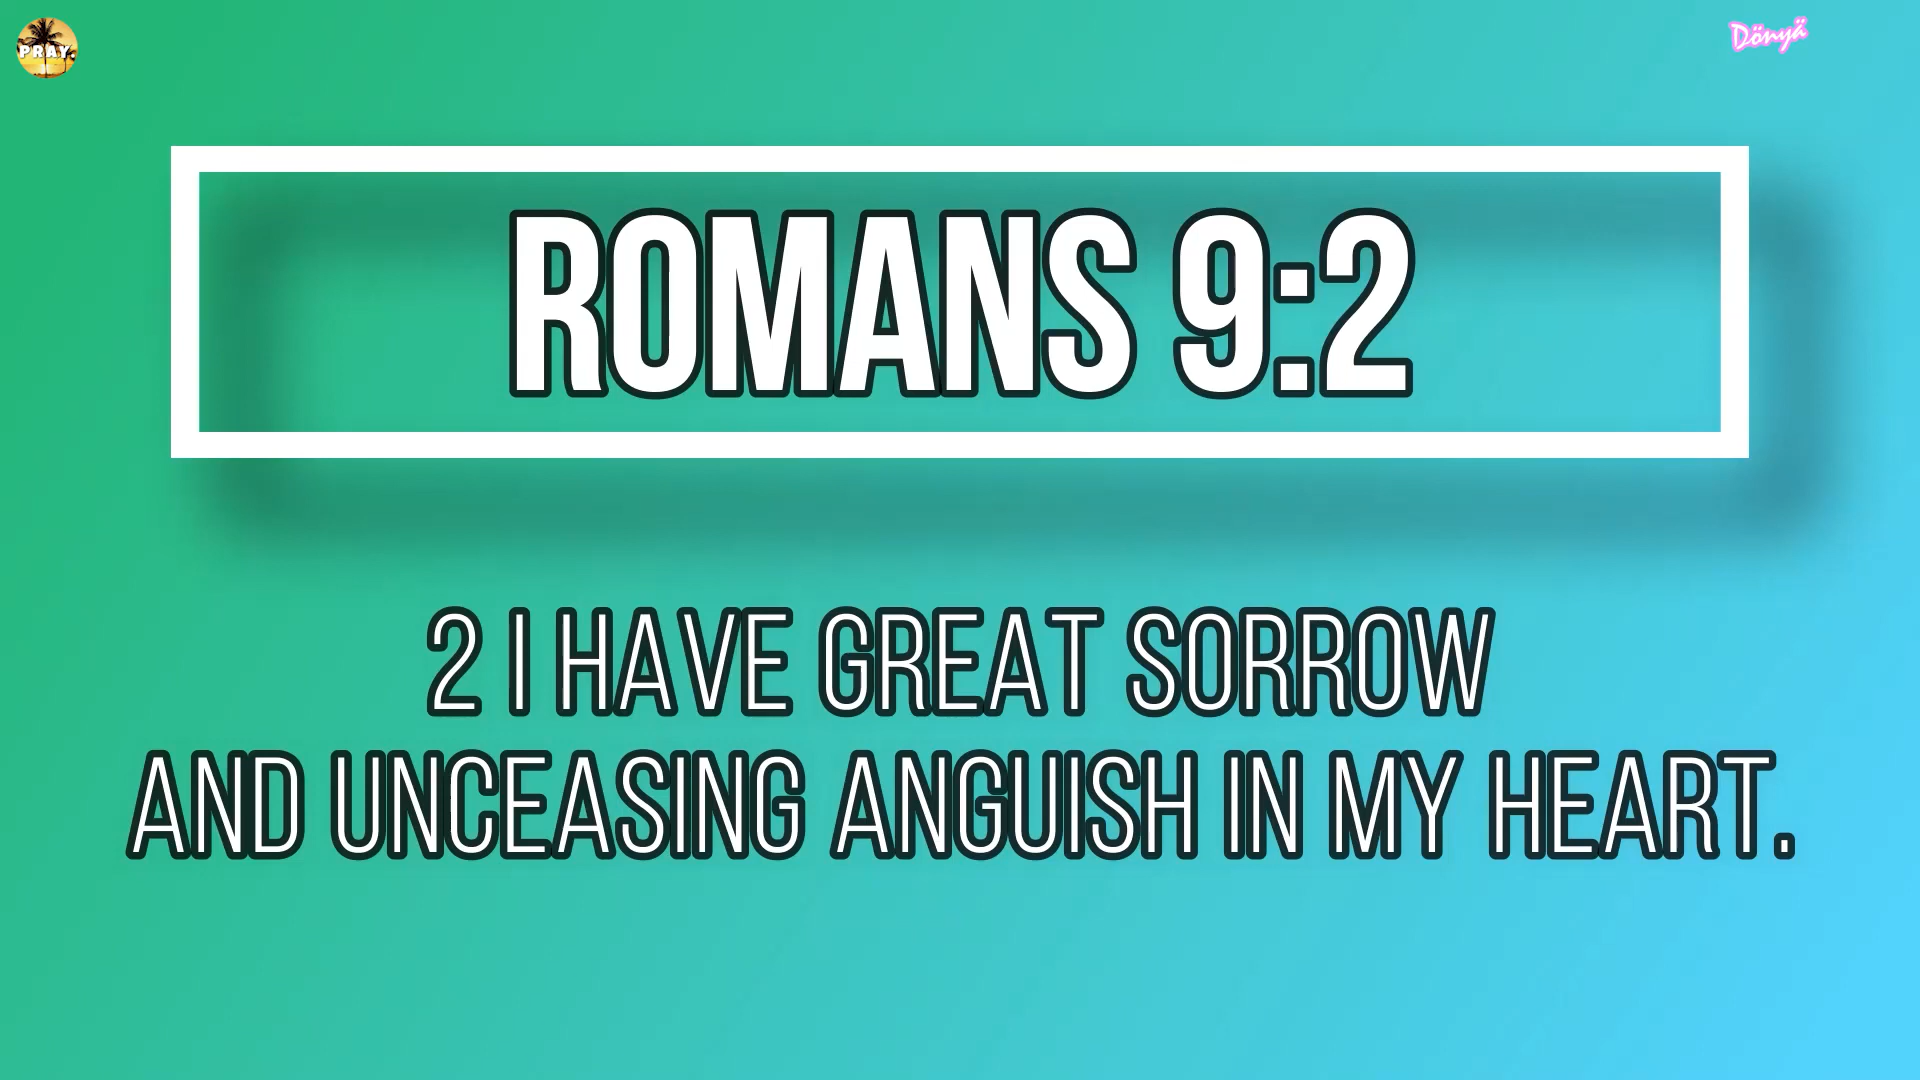 PRAY.
Dönyä
ROMANS 9:2
2 I HAVE GREAT SORROW
AND UNCEASING ANGUISH IN MY HEART.